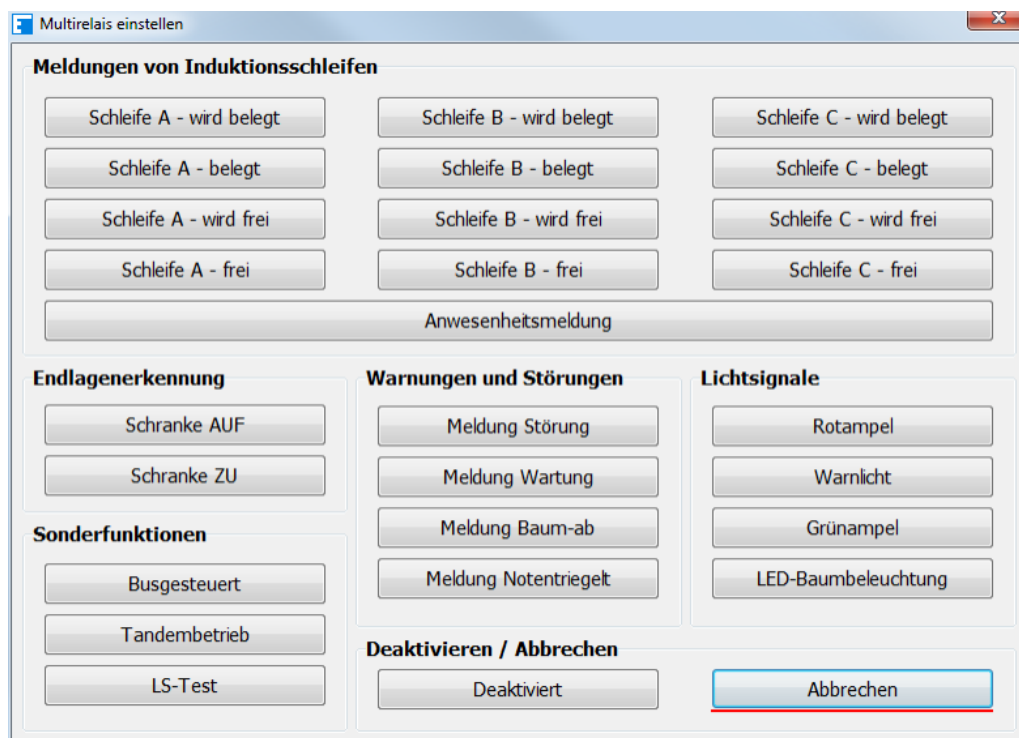 Multirelais einstellen
Meldungen von Induktionsschleifen
Schleife A - wird belegt
Schleife B - wird belegt
Schleife C - wird belegt
Schleife A - belegt
Schleife B - belegt
Schleife C - belegt
Schleife A - wird frei
Schleife B - wird frei
Schleife C - wird frei
Schleife A - frei
Schleife B - frei
Schleife C - frei
Anwesenheitsmeldung
Endlagenerkennung
Schranke AUF
Schranke ZU
Sonderfunktionen
Busgesteuert
Tandembetrieb
LS-Test
Warnungen und Störungen
Meldung Störung
Meldung Wartung
Meldung Baum-ab
Meldung Notentriegelt
Lichtsignale
Rotampel
Warnlicht
Grünampel
LED-Baumbeleuchtung
Deaktivieren / Abbrechen
Deaktiviert
Abbrechen